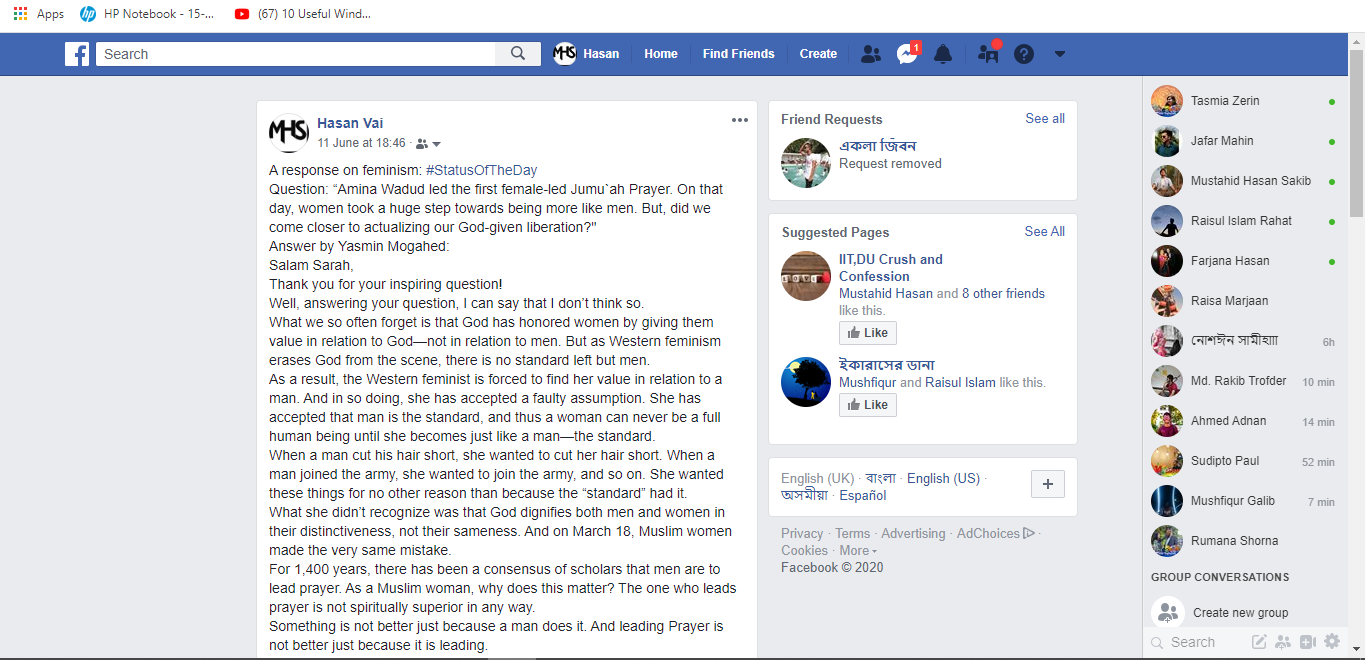 Apps HP Notebook - 15-... (67) 10 Useful Wind...
Search
Hasan Home Find Friends Create 1
MHS Hasan Vai
11 June at 18:46 ·
A response on feminism: #StatusOfTheDay
Question: “Amina Wadud led the first female-led Jumu`ah Prayer. On that
day, women took a huge step towards being more like men. But, did we
come closer to actualizing our God-given liberation?"
Answer by Yasmin Mogahed:
Salam Sarah,
Thank you for your inspiring question!
Well, answering your question, I can say that I don’t think so.
What we so often forget is that God has honored women by giving them
value in relation to God—not in relation to men. But as Western feminism
erases God from the scene, there is no standard left but men.
As a result, the Western feminist is forced to find her value in relation to a
man. And in so doing, she has accepted a faulty assumption. She has
accepted that man is the standard, and thus a woman can never be a full
human being until she becomes just like a man—the standard.
When a man cut his hair short, she wanted to cut her hair short. When a
man joined the army, she wanted to join the army, and so on. She wanted
these things for no other reason than because the “standard” had it.
What she didn’t recognize was that God dignifies both men and women in
their distinctiveness, not their sameness. And on March 18, Muslim women
made the very same mistake.
For 1,400 years, there has been a consensus of scholars that men are to
lead prayer. As a Muslim woman, why does this matter? The one who leads
prayer is not spiritually superior in any way.
Something is not better just because a man does it. And leading Prayer is
not better just because it is leading.
Friend Requests See all
একলা জিবন
Request removed
Suggested Pages See All
IIT,DU Crush and
Confession
Mustahid Hasan and 8 other friends
like this.
Like
ইকারাসের ডানা
Mushfiqur and Raisul Islam like this.
Like
English (UK) · বাংলা · English (US) ·
অসমীয়া · Español
Privacy · Terms · Advertising · AdChoices ·
Cookies · More
Facebook © 2020
Tasmia Zerin
Jafar Mahin
Mustahid Hasan Sakib
Raisul Islam Rahat
Farjana Hasan
Raisa Marjaan
নোশঈন সামীহাা 6h
Md. Rakib Trofder 10 min
Ahmed Adnan 14 min
Sudipto Paul 52 min
Mushfiqur Galib 7 min
Rumana Shorna
GROUP CONVERSATIONS
Create new group
Search